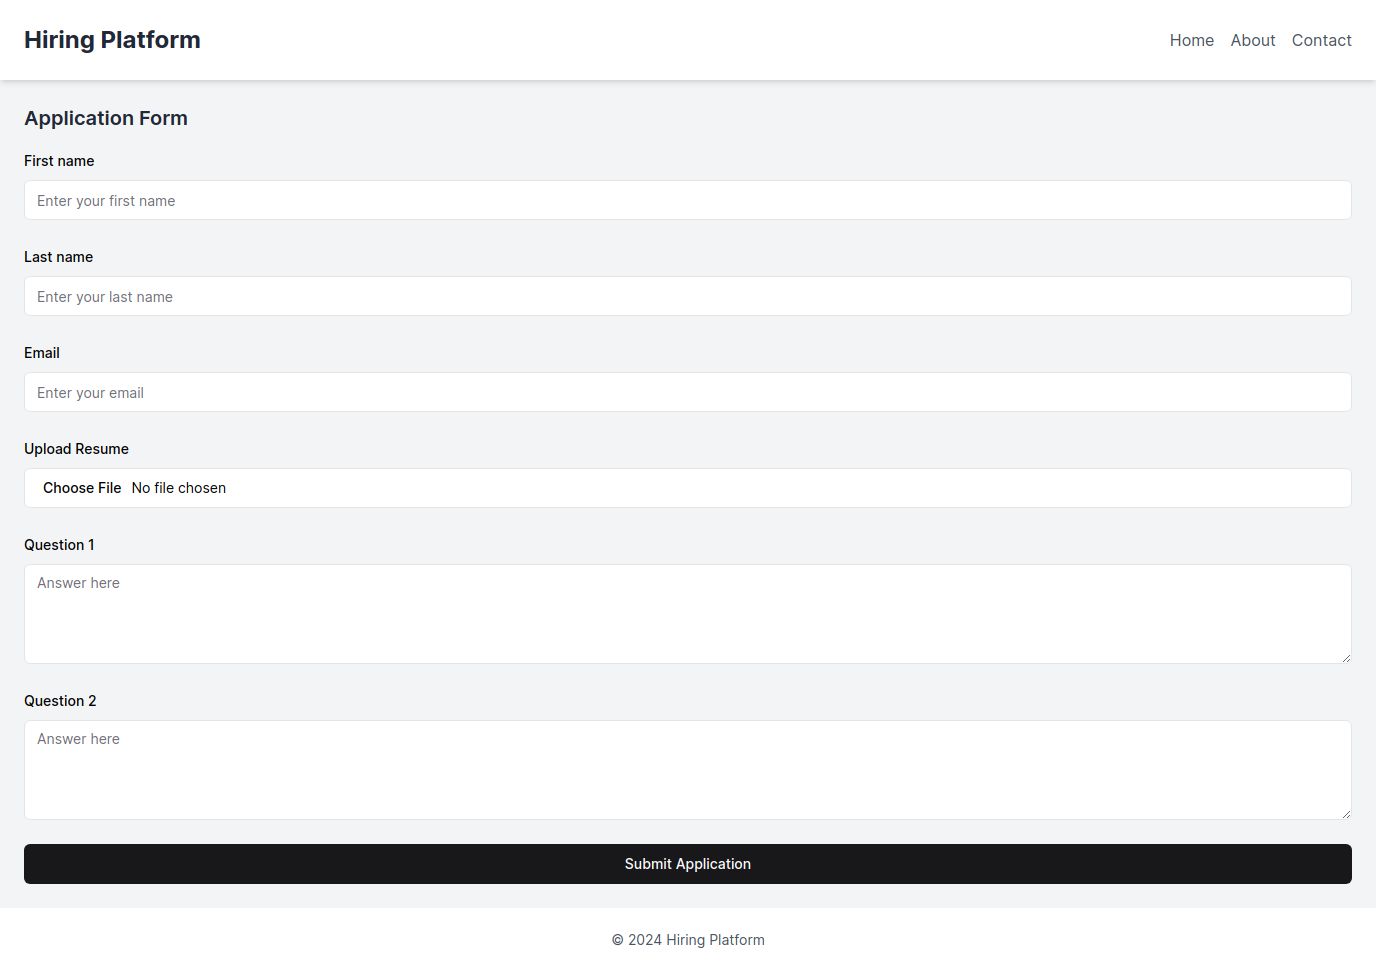 Hiring Platform
Home About Contact
Application Form
First name
Enter your first name
Last name
Enter your last name
Email
Enter your email
Upload Resume
Choose File No file chosen
Question 1
Answer here
Question 2
Answer here
Submit Application
© 2024 Hiring Platform